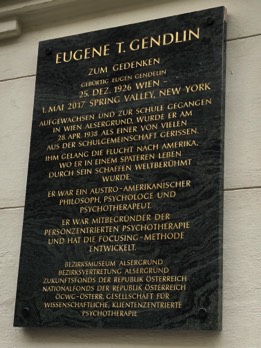 EUGENE T. GENDLIN
ZUM GEDENKEN
GEBÜRTIG EUGEN GENDELIN
25. DEZ. 1926 WIEN -
1. MAI 2017 SPRING VALLEY, NEW YORK
AUFGEWACHSEN UND ZUR SCHULE GEGANGEN
IN WIEN ALSERGRUND, WURDE ER AM
28. APR. 1938 ALS EINER VON VIELEN
AUS DER SCHULGEMEINSCHAFT GERISSEN.
IHM GELANG DIE FLUCHT NACH AMERIKA,
WO ER IN EINEM SPÄTEREN LEBEN
DURCH SEIN SCHAFFEN WELTBERÜHMT
WURDE.
ER WAR EIN AUSTRO-AMERIKANISCHER
PHILOSOPH, PSYCHOLOGE UND
PSYCHOTHERAPEUT.
ER WAR MITBEGRÜNDER DER
PERSONZENTRIERTEN PSYCHOTHERAPIE
UND HAT DIE FOCUSING-METHODE
ENTWICKELT.
BEZIRKSMUSEUM ALSERGRUND
BEZIRKSVERTRETUNG ALSERGRUND
ZUKUNFTSFONDS DER REPUBLIK ÖSTERREICH
NATIONALFONDS DER REPUBLIK ÖSTERREICH
ÖGWG-ÖSTERR. GESELLSCHAFT FÜR
WISSENSCHAFTLICHE, KLIENTENZENTRIERTE
PSYCHOTHERAPIE